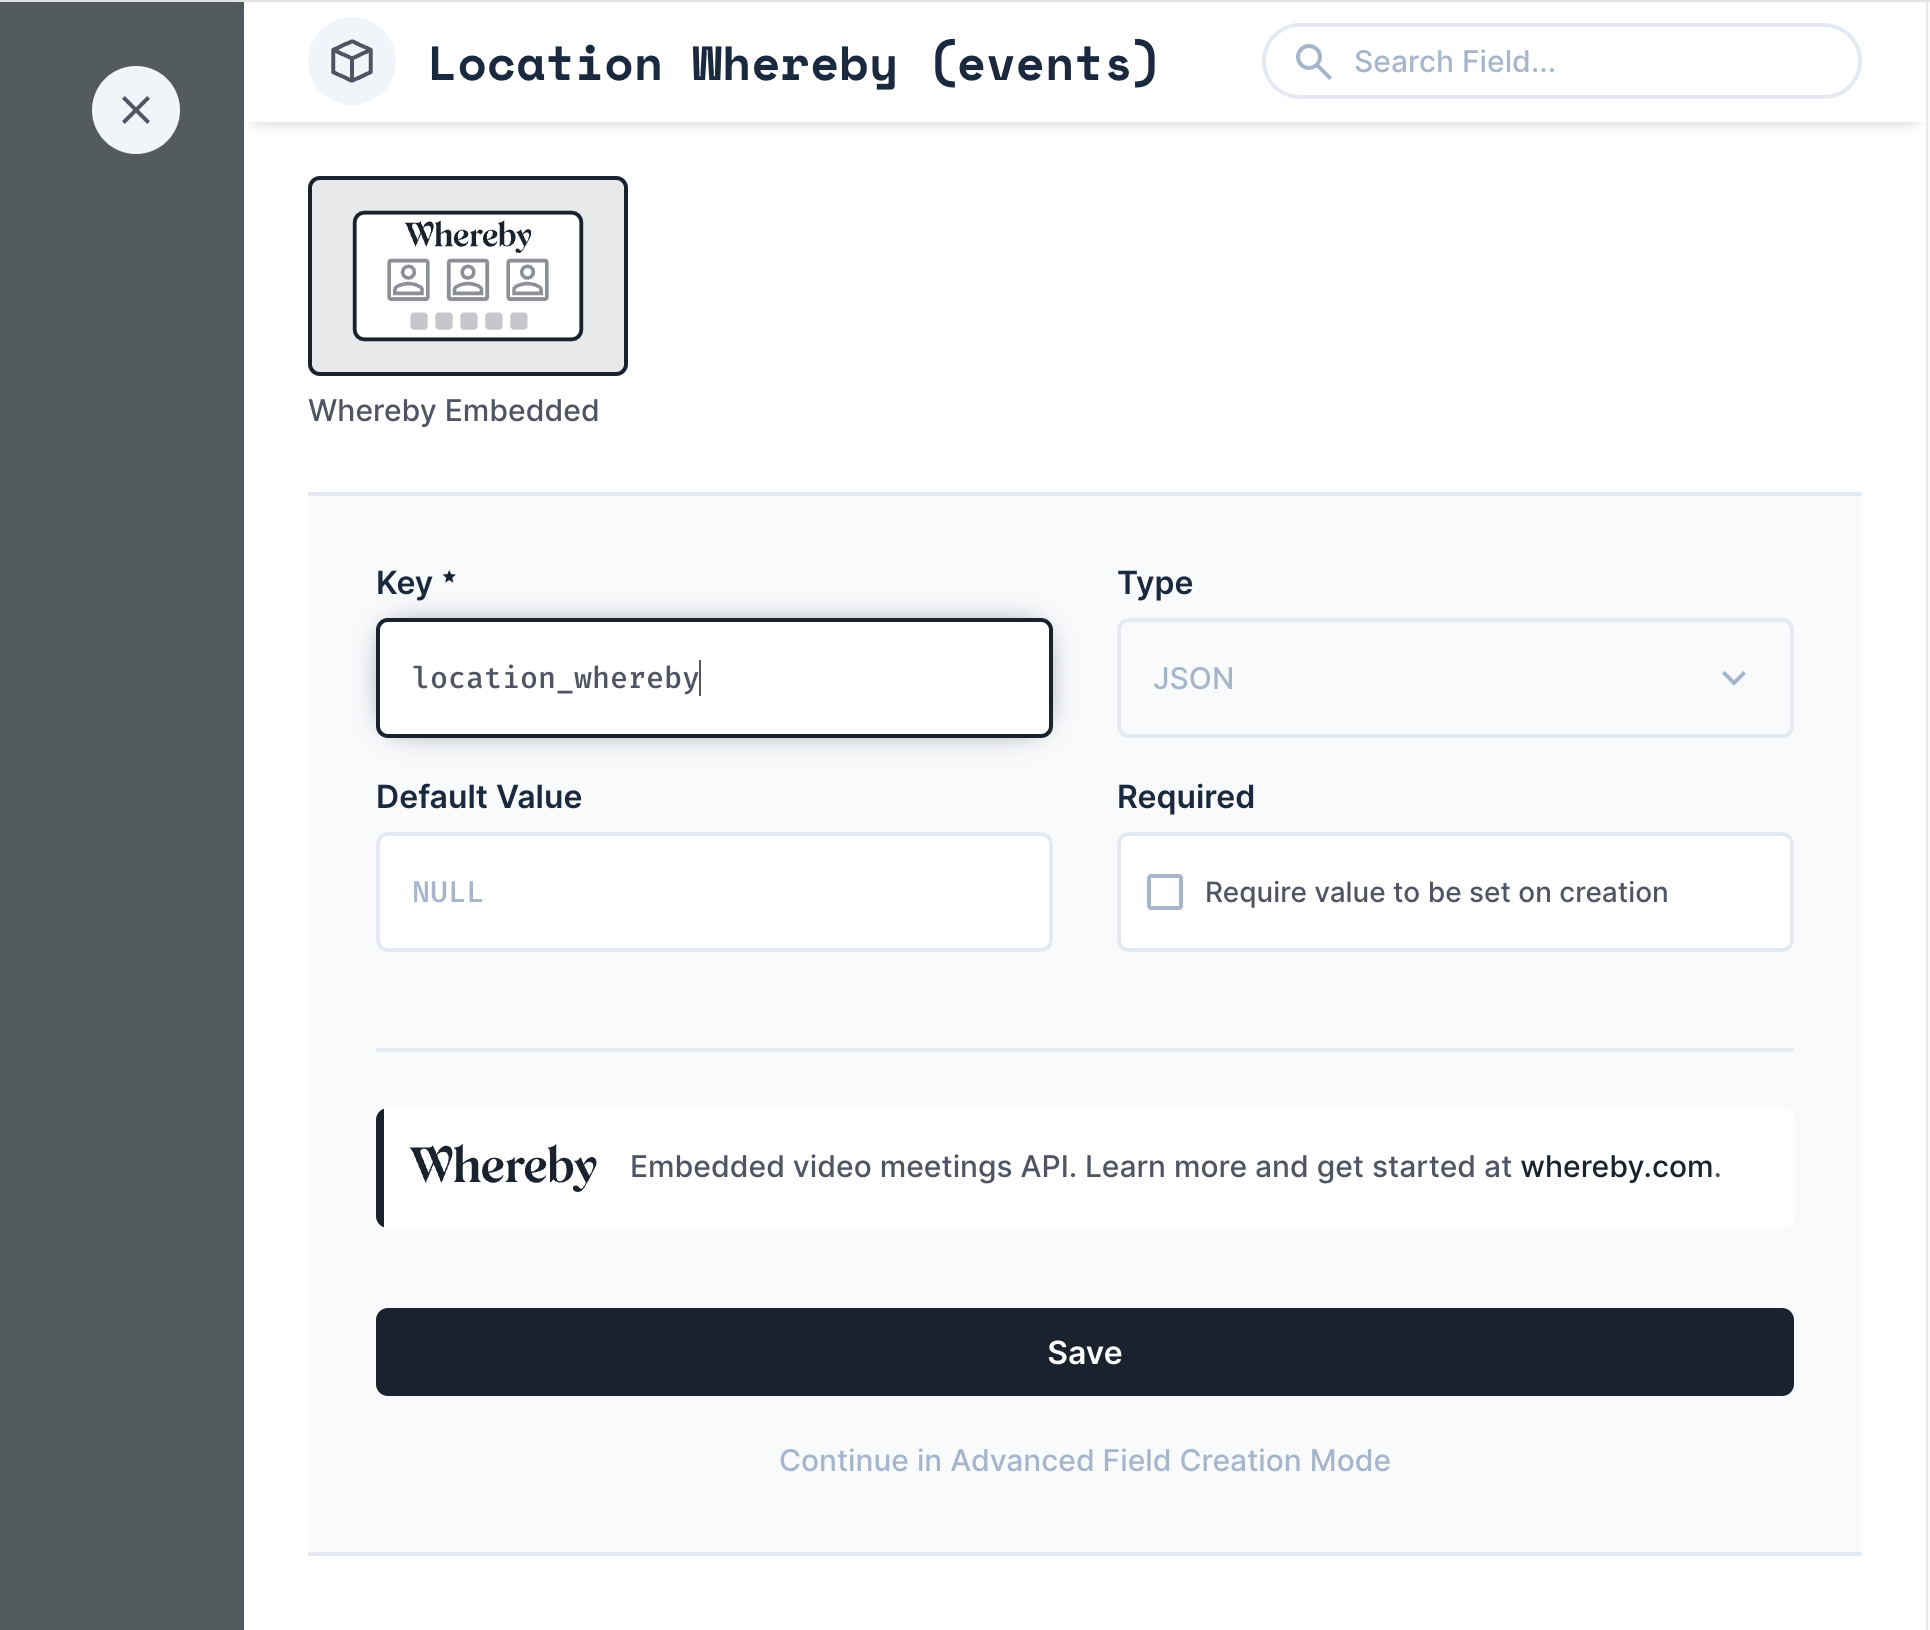 Location Whereby (events)
Search Field...
Whereby
Whereby Embedded
Key *
Type
location_whereby
JSON
Default Value
Required
NULL
Require value to be set on creation
Whereby Embedded video meetings API. Learn more and get started at whereby.com.
Save
Continue in Advanced Field Creation Mode